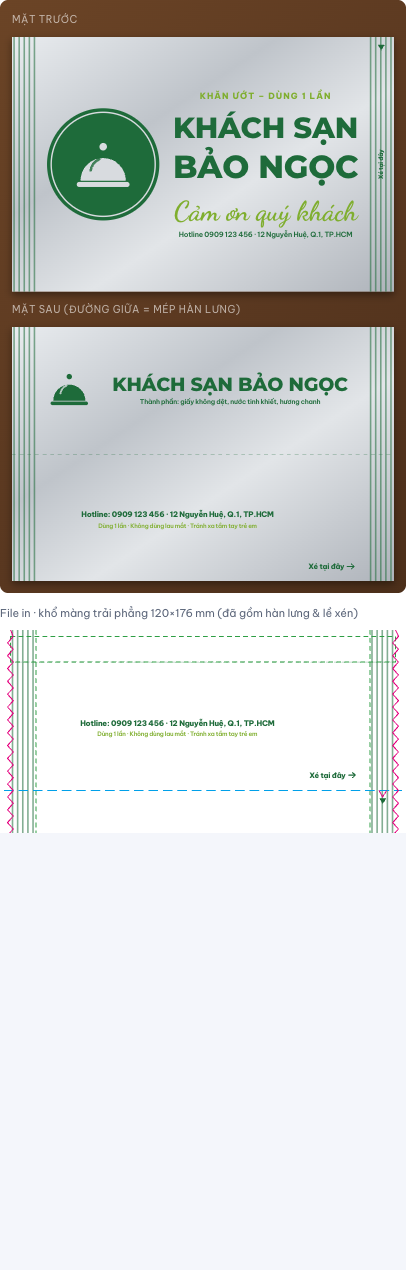 MẶT TRƯỚC
KHĂN ƯỚT – DÙNG 1 LẦN
KHÁCH SẠN
BẢO NGỌC
Cảm ơn quý khách
Hotline 0909 123 456 · 12 Nguyễn Huệ, Q.1, TP.HCM
Xé tại đây
MẶT SAU (ĐƯỜNG GIỮA = MÉP HÀN LƯNG)
KHÁCH SẠN BẢO NGỌC
Thành phần: giấy không dệt, nước tinh khiết, hương chanh
Hotline: 0909 123 456 · 12 Nguyễn Huệ, Q.1, TP.HCM
Dùng 1 lần · Không dùng lau mắt · Tránh xa tầm tay trẻ em
Xé tại đây →
File in · khổ màng trải phẳng 120×176 mm (đã gồm hàn lưng & lề xén)
Hotline: 0909 123 456 · 12 Nguyễn Huệ, Q.1, TP.HCM
Dùng 1 lần · Không dùng lau mắt · Tránh xa tầm tay trẻ em
Xé tại đây →